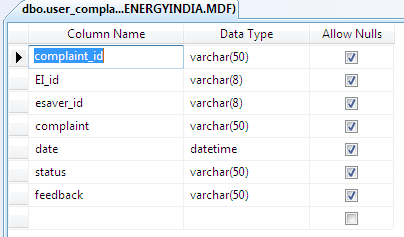 dbo.user_compla...ENERGYINDIA.MDF)
Column Name Data Type Allow Nulls
complaint_id varchar(50)
EI_id varchar(8)
esaver_id varchar(8)
complaint varchar(50)
date datetime
status varchar(50)
feedback varchar(50)